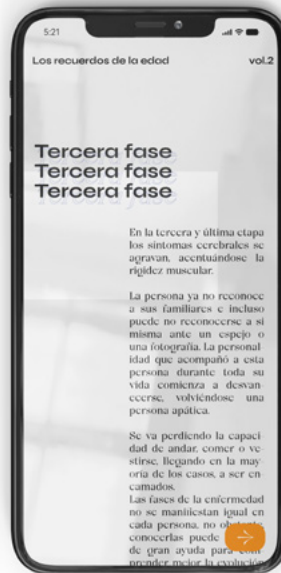 5:21
Los recuerdos de la edad vol.2
Tercera fase
Tercera fase
Tercera fase
En la tercera y última etapa
los síntomas cerebrales se
agravan, acentuándose la
rigidez muscular.
La persona ya no reconoce
a sus familiares e incluso
puede no reconocerse a si
misma ante un espejo o
una fotografía. La personal
idad que acompañó a esta
persona durante toda su
vida comienza a desvan-
ecerse, volviéndose una
persona apática.
Se va perdiendo la capaci-
dad de andar, comer o ve-
stirse, llegando en la may-
oría de los casos, a ser en-
camados.
Las fases de la enfermedad
no se manifiestan igual en
cada persona, no obstante
conocerlas puede
de gran ayuda para com-
prender mejor la evolución